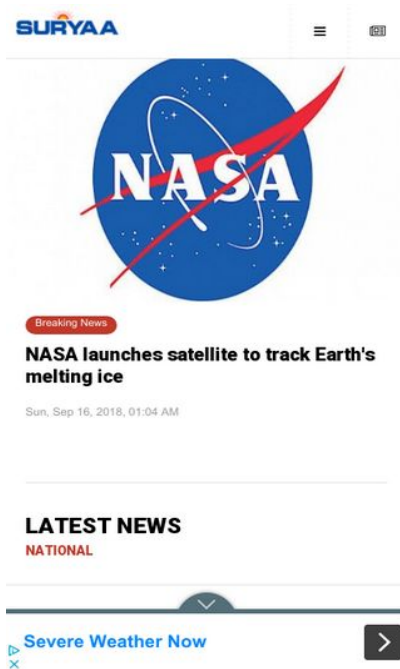 SURYAA
NASA
Breaking News
NASA launches satellite to track Earth's
melting ice
Sun, Sep 16, 2018, 01:04 AM
LATEST NEWS
NATIONAL
Severe Weather Now